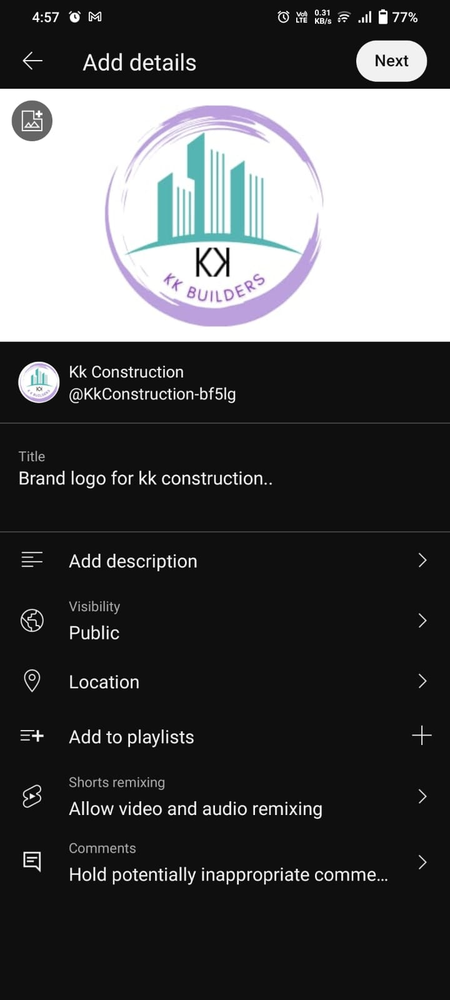 4:57
Vo) LTE
0.31 KB/s
77%
Add details
Next
KK
KK BUILDERS
Kk Construction
@KkConstruction-bf5lg
Title
Brand logo for kk construction..
Add description
Visibility
Public
Location
Add to playlists
Shorts remixing
Allow video and audio remixing
Comments
Hold potentially inappropriate comme...